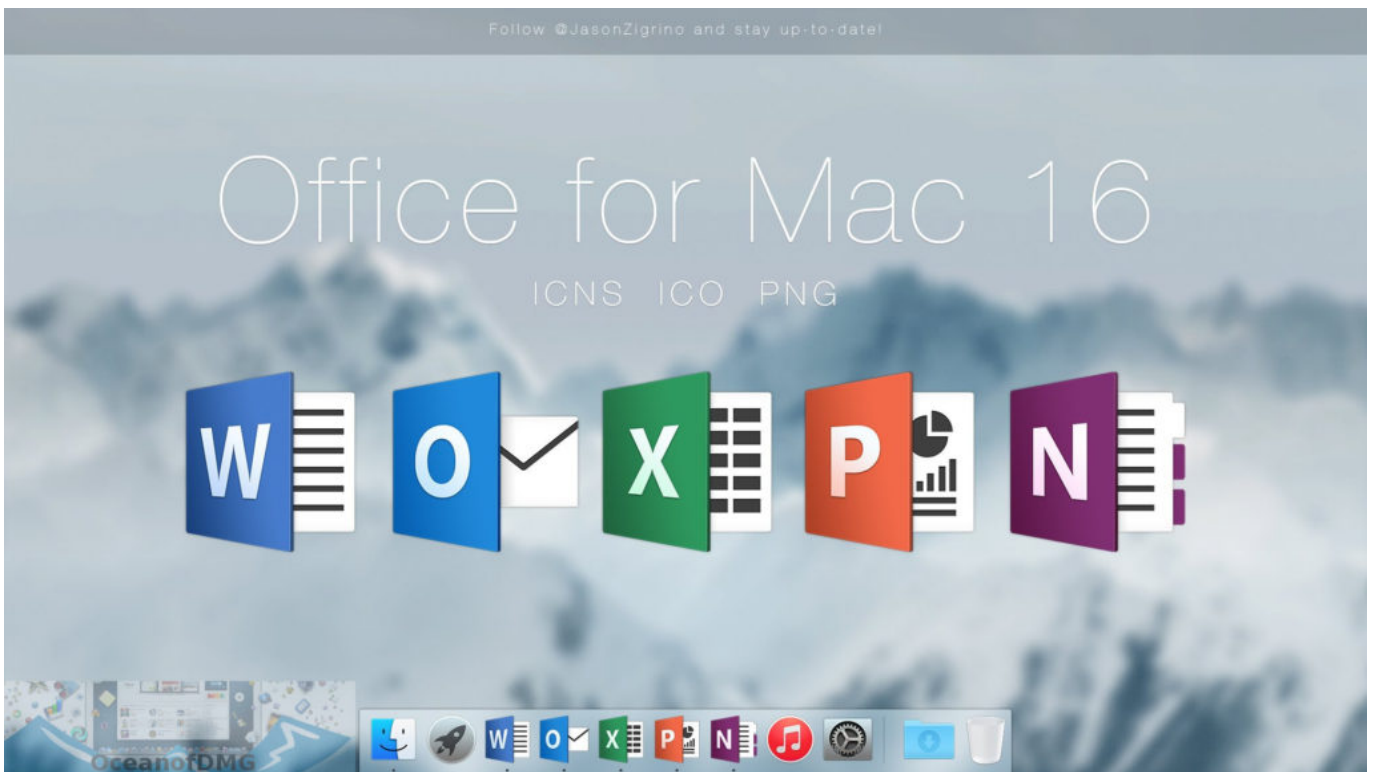 Follow @JasonZigrino and stay up-to-date!
Office for Mac 16
ICNS ICO PNG
W O X P N
W O X P N
OceanofDMG